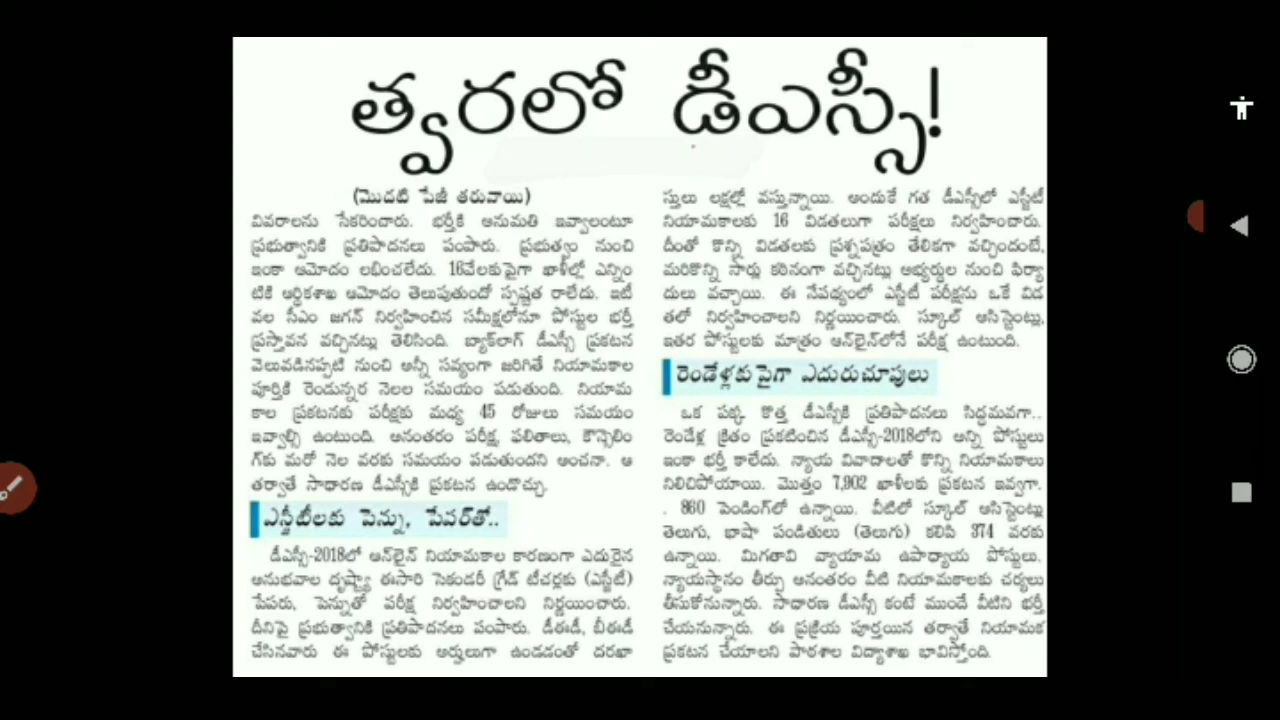 త్వరలో డీఎస్సీ!
(మొదటి పేజీ తరువాయి)
వివరాలను సేకరించారు. భర్తీకి అనుమతి ఇవ్వాలంటూ
ప్రభుత్వానికి ప్రతిపాదనలు పంపారు. ప్రభుత్వం నుంచి
ఇంకా ఆమోదం లభించలేదు. 16వేలకుపైగా ఖాళీల్లో ఎన్నిం
టికి ఆర్థికశాఖ ఆమోదం తెలుపుతుందో స్పష్టత రాలేదు. ఇటీ
వల సీఎం జగన్ నిర్వహించిన సమీక్షలోనూ పోస్టుల భర్తీ
ప్రస్తావన వచ్చినట్లు తెలిసింది. బ్యాక్‌లాగ్ డీఎస్సీ ప్రకటన
వెలువడినప్పటి నుంచి అన్నీ సవ్యంగా జరిగితే నియామకాల
పూర్తికి రెండున్నర నెలల సమయం పడుతుంది. నియామ
కాల ప్రకటనకు పరీక్షకు మధ్య 45 రోజులు సమయం
ఇవ్వాల్సి ఉంటుంది. అనంతరం పరీక్ష, ఫలితాలు, కౌన్సెలిం
గ్‌కు మరో నెల వరకు సమయం పడుతుందని అంచనా. ఆ
తర్వాతే సాధారణ డీఎస్సీకి ప్రకటన ఉండొచ్చు.
ఎస్జీటీలకు పెన్ను, పేపర్‌తో..
డీఎస్సీ-2018లో ఆన్‌లైన్ నియామకాల కారణంగా ఎదురైన
అనుభవాల దృష్ట్యా ఈసారి సెకండరీ గ్రేడ్ టీచర్లకు (ఎస్జీటీ)
పేపరు, పెన్నుతో పరీక్ష నిర్వహించాలని నిర్ణయించారు.
దీనిపై ప్రభుత్వానికి ప్రతిపాదనలు పంపారు. డీఈడీ, బీఈడీ
చేసినవారు ఈ పోస్టులకు అర్హులుగా ఉండడంతో దరఖా
స్తులు లక్షల్లో వస్తున్నాయి. అందుకే గత డీఎస్సీలో ఎస్జీటీ
నియామకాలకు 16 విడతలుగా పరీక్షలు నిర్వహించారు.
దీంతో కొన్ని విడతలకు ప్రశ్నపత్రం తేలికగా వచ్చిందంటే,
మరికొన్ని సార్లు కఠినంగా వచ్చినట్లు అభ్యర్థుల నుంచి ఫిర్యా
దులు వచ్చాయి. ఈ నేపథ్యంలో ఎస్జీటీ పరీక్షను ఒకే విడ
తలో నిర్వహించాలని నిర్ణయించారు. స్కూల్ అసిస్టెంట్లు,
ఇతర పోస్టులకు మాత్రం ఆన్‌లైన్‌లోనే పరీక్ష ఉంటుంది.
రెండేళ్లకుపైగా ఎదురుచూపులు
ఒక పక్క కొత్త డీఎస్సీకి ప్రతిపాదనలు సిద్ధమవగా..
రెండేళ్ల క్రితం ప్రకటించిన డీఎస్సీ-2018లోని అన్ని పోస్టులు
ఇంకా భర్తీ కాలేదు. న్యాయ వివాదాలతో కొన్ని నియామకాలు
నిలిచిపోయాయి. మొత్తం 7,902 ఖాళీలకు ప్రకటన ఇవ్వగా.
. 860 పెండింగ్‌లో ఉన్నాయి. వీటిలో స్కూల్ అసిస్టెంట్లు
తెలుగు, భాషా పండితులు (తెలుగు) కలిపి 374 వరకు
ఉన్నాయి. మిగతావి వ్యాయామ ఉపాధ్యాయ పోస్టులు.
న్యాయస్థానం తీర్పు అనంతరం వీటి నియామకాలకు చర్యలు
తీసుకోనున్నారు. సాధారణ డీఎస్సీ కంటే ముందే వీటిని భర్తీ
చేయనున్నారు. ఈ ప్రక్రియ పూర్తయిన తర్వాతే నియామక
ప్రకటన చేయాలని పాఠశాల విద్యాశాఖ భావిస్తోంది.